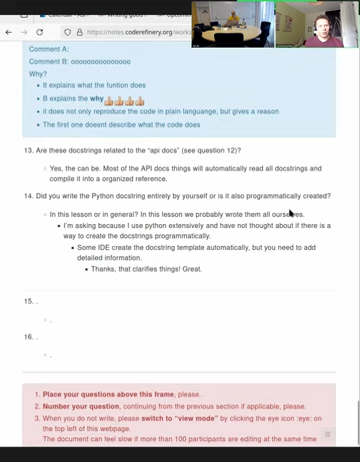 Calendar
Writing good
Upcoming
https://notes.coderefinery.org/works
Comment A:
Comment B: ooooooooooooooo
Why?
It explains what the funtion does
B explains the why👍👍👍👍
it does not only reproduce the code in plain languange, but gives a reason
The first one doesnt describe what the code does
13. Are these docstrings related to the "api docs" (see question 12)?
Yes, the can be. Most of the API docs things will automatically read all docstrings and
compile it into a organized reference.
14. Did you write the Python docstring entirely by yourself or is it also programmatically created?
In this lesson or in general? In this lesson we probably wrote them all ourselves.
I'm asking because I use python extensively and have not thought about if there is a
way to create the docstrings programmatically.
Some IDE create the docstring template automatically, but you need to add
detailed information.
Thanks, that clarifies things! Great.
15. .
.
16. .
.
1. Place your questions above this frame, please.
2. Number your question, continuing from the previous section if applicable, please.
3. When you do not write, please switch to "view mode" by clicking the eye icon :eye: on
the top left of this webpage.
The document can feel slow if more than 100 participants are editing at the same time